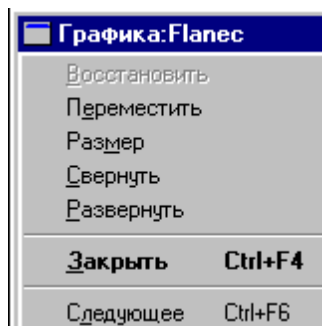 Графика:Flanec
Восстановить
Переместить
Размер
Свернуть
Развернуть
Закрыть Ctrl+F4
Следующее Ctrl+F6